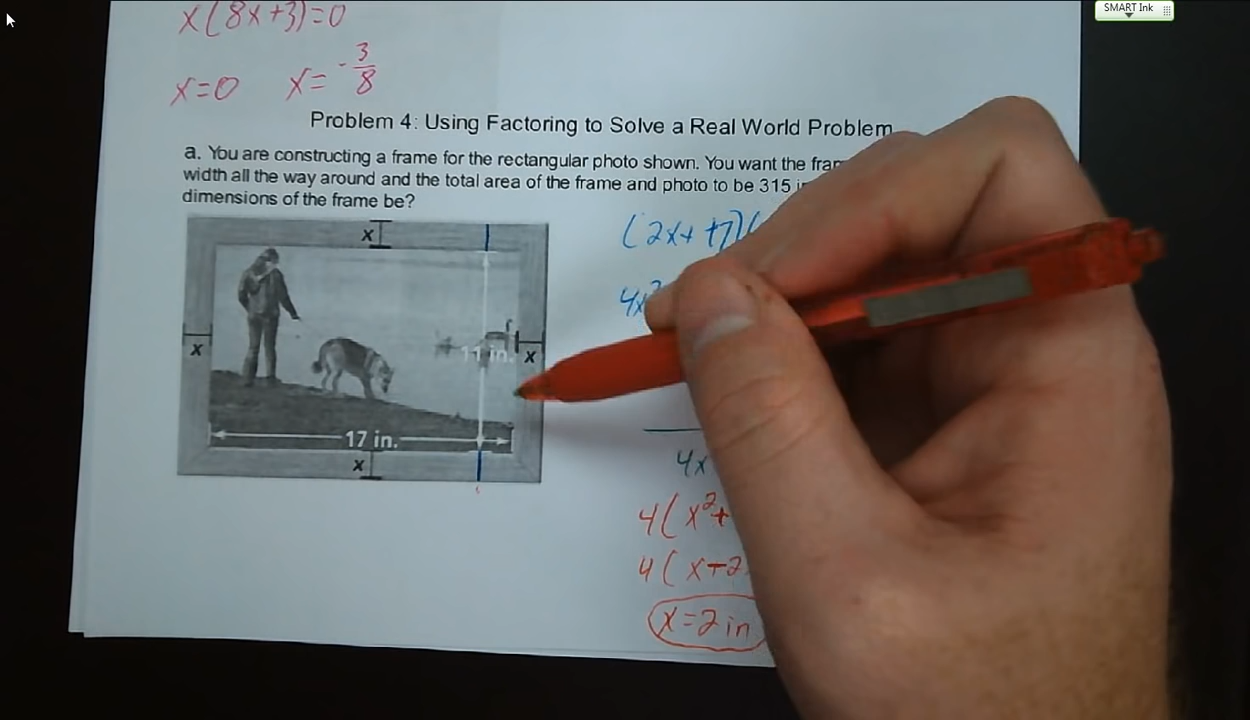 SMART Ink
x(8x+3)=0
x=0 x=-3/8
Problem 4: Using Factoring to Solve a Real World Problem
a. You are constructing a frame for the rectangular photo shown. You want the
width all the way around and the total area of the frame and photo to be 315
dimensions of the frame be?
(2x+ +7)(
x
4x²
x
11 in.
x
17 in.
x
4x
4(x²+
4(x-2
x=2 in